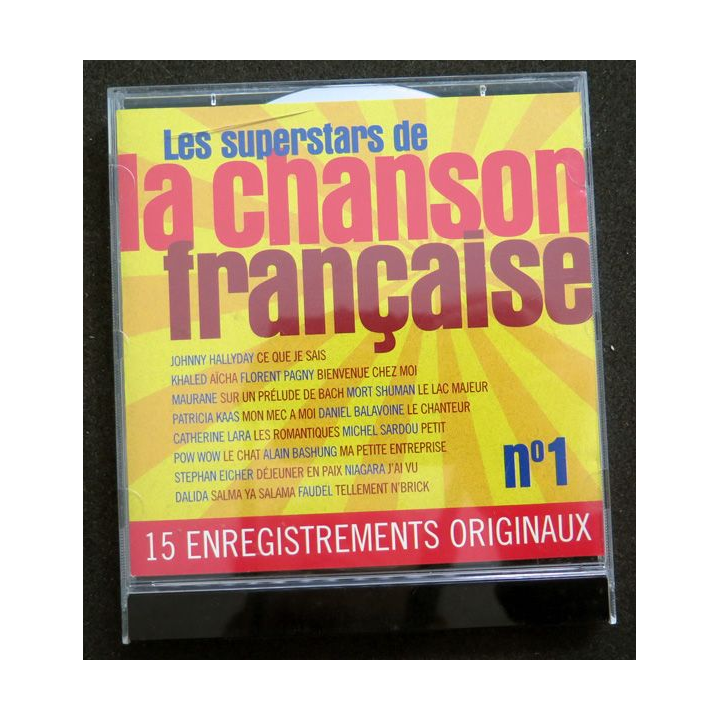 Les superstars de
la chanson
française
JOHNNY HALLYDAY CE QUE JE SAIS
KHALED AÏCHA FLORENT PAGNY BIENVENUE CHEZ MOI
MAURANE SUR UN PRÉLUDE DE BACH MORT SHUMAN LE LAC MAJEUR
PATRICIA KAAS MON MEC A MOI DANIEL BALAVOINE LE CHANTEUR
CATHERINE LARA LES ROMANTIQUES MICHEL SARDOU PETIT
POW WOW LE CHAT ALAIN BASHUNG MA PETITE ENTREPRISE
STEPHAN EICHER DÉJEUNER EN PAIX NIAGARA J'AI VU
DALIDA SALMA YA SALAMA FAUDEL TELLEMENT N'BRICK
nº1
15 ENREGISTREMENTS ORIGINAUX